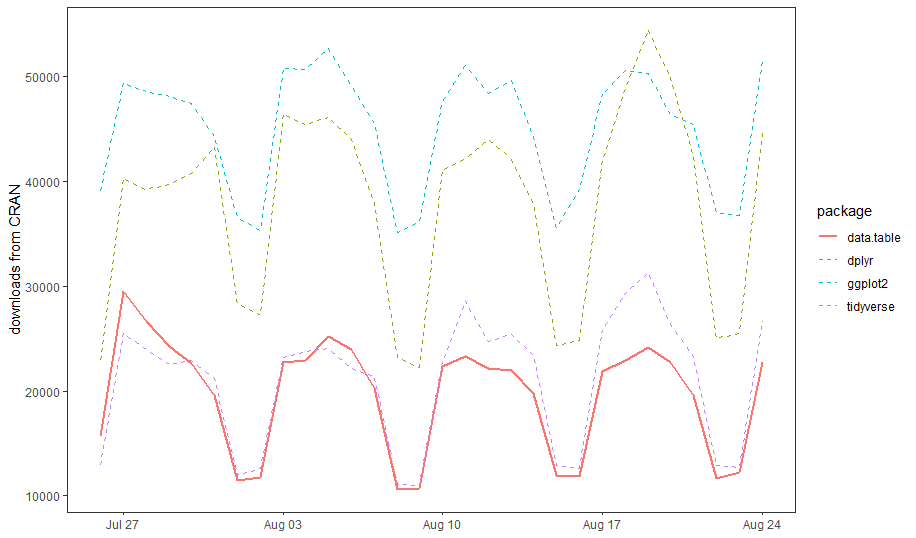 downloads from CRAN
50000
40000
30000
20000
10000
Jul 27
Aug 03
Aug 10
Aug 17
Aug 24
package
data.table
dplyr
ggplot2
tidyverse